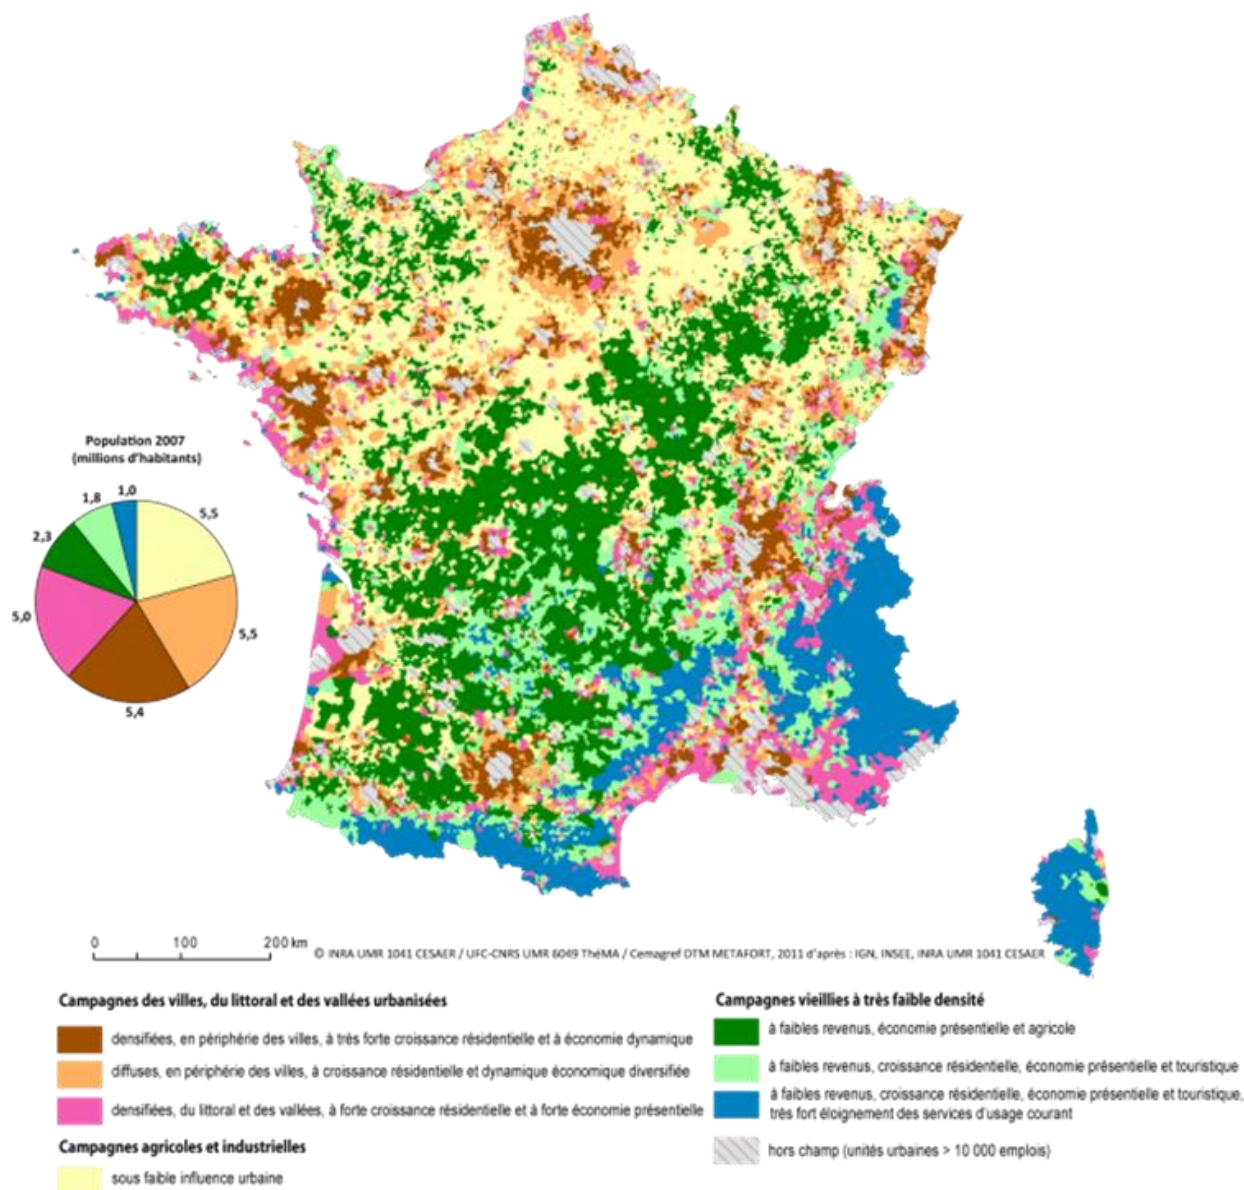 Population 2007
(millions d'habitants)
1,8
1,0
5,5
2,3
5,0
5,5
5,4
0 100 200 km
© INRA UMR 1041 CESAER / UFC-CNRS UMR 6049 ThéMA / Cemagref DTM METAFORT, 2011 d'après : IGN, INSEE, INRA UMR 1041 CESAER
Campagnes des villes, du littoral et des vallées urbanisées
densifiées, en périphérie des villes, à très forte croissance résidentielle et à économie dynamique
diffuses, en périphérie des villes, à croissance résidentielle et dynamique économique diversifiée
densifiées, du littoral et des vallées, à forte croissance résidentielle et à forte économie présentielle
Campagnes agricoles et industrielles
sous faible influence urbaine
Campagnes vieillies à très faible densité
à faibles revenus, économie présentielle et agricole
à faibles revenus, croissance résidentielle, économie présentielle et touristique
à faibles revenus, croissance résidentielle, économie présentielle et touristique,
très fort éloignement des services d'usage courant
hors champ (unités urbaines > 10 000 emplois)